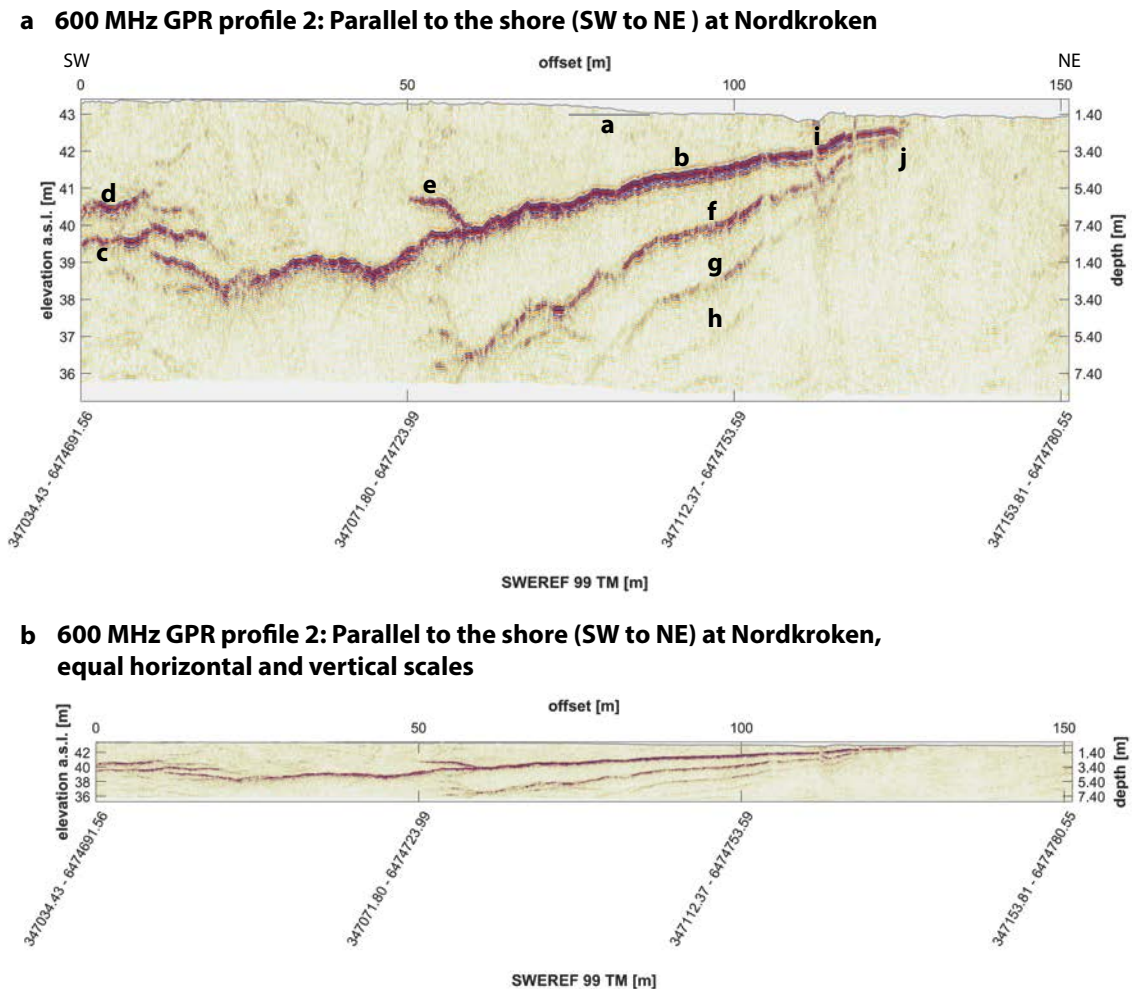 a 600 MHz GPR profile 2: Parallel to the shore (SW to NE ) at Nordkroken
SW offset [m] NE
0 50 100 150
43 1.40
a
i
42 b j 3.40
d e
41 5.40
f
40 7.40
c
39 1.40
g
38 3.40
h
37 5.40
36 7.40
elevation a.s.l. [m]
depth [m]
347034.43 - 6474691.56
347071.80 - 6474723.99
347112.37 - 6474753.59
347153.81 - 6474780.55
SWEREF 99 TM [m]
b 600 MHz GPR profile 2: Parallel to the shore (SW to NE) at Nordkroken,
equal horizontal and vertical scales
offset [m]
0 50 100 150
42 1.40
40 3.40
38 5.40
36 7.40
elevation a.s.l. [m]
depth [m]
347034.43 - 6474691.56
347071.80 - 6474723.99
347112.37 - 6474753.59
347153.81 - 6474780.55
SWEREF 99 TM [m]